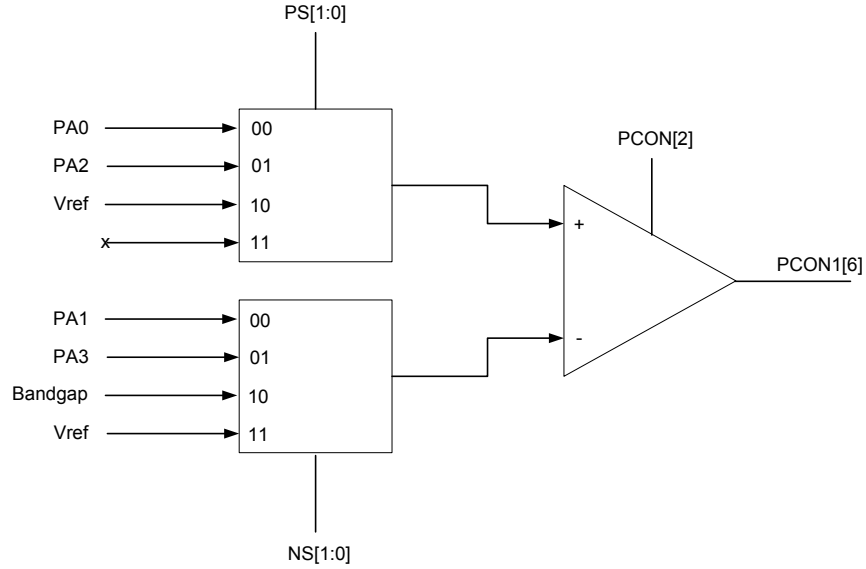 PS[1:0]
PA0
00
PCON[2]
PA2
01
Vref
10
x
11
+
PCON1[6]
PA1
00
PA3
01
-
Bandgap
10
Vref
11
NS[1:0]